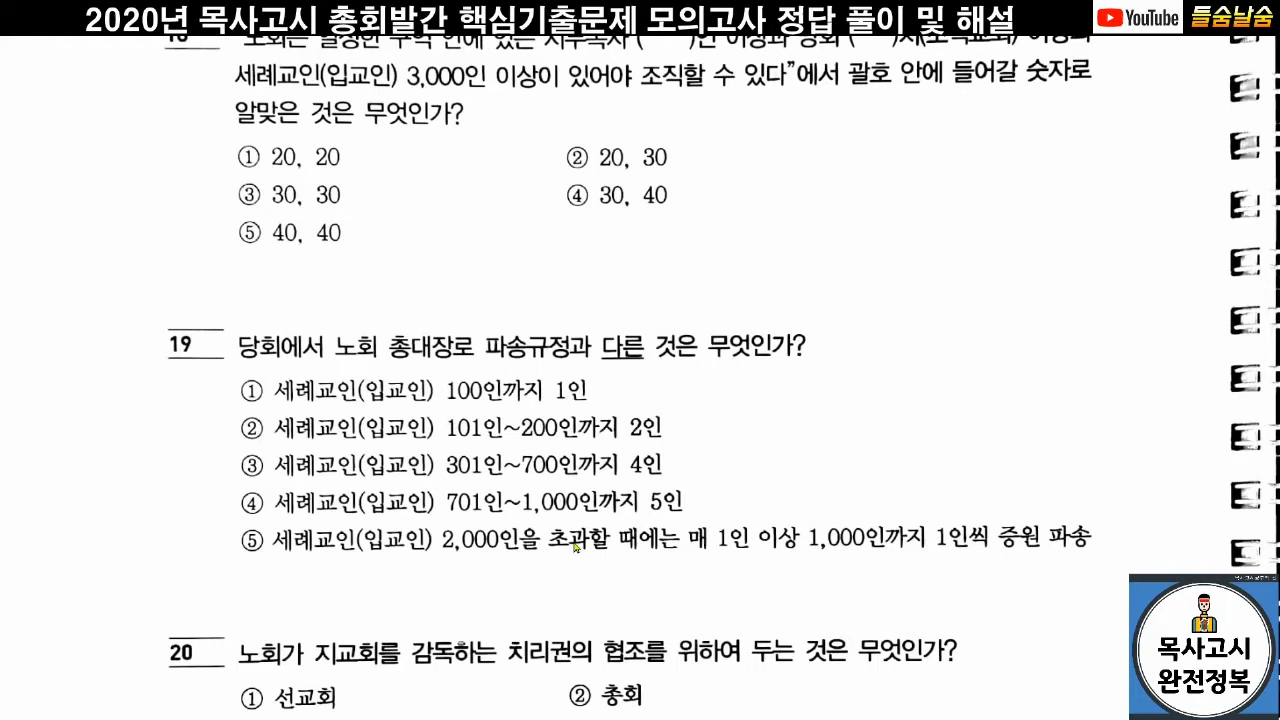 2020년 목사고시 총회발간 핵심기출문제 모의고사 정답 풀이 및 해설
YouTube 들숨날숨
세례교인(입교인) 3,000인 이상이 있어야 조직할 수 있다”에서 괄호 안에 들어갈 숫자로
알맞은 것은 무엇인가?
① 20, 20 ② 20, 30
③ 30, 30 ④ 30, 40
⑤ 40, 40
19 당회에서 노회 총대장로 파송규정과 다른 것은 무엇인가?
① 세례교인(입교인) 100인까지 1인
② 세례교인(입교인) 101인~200인까지 2인
③ 세례교인(입교인) 301인~700인까지 4인
④ 세례교인(입교인) 701인~1,000인까지 5인
⑤ 세례교인(입교인) 2,000인을 초과할 때에는 매 1인 이상 1,000인까지 1인씩 증원 파송
20 노회가 지교회를 감독하는 치리권의 협조를 위하여 두는 것은 무엇인가?
① 선교회 ② 총회
목사고시
완전정복